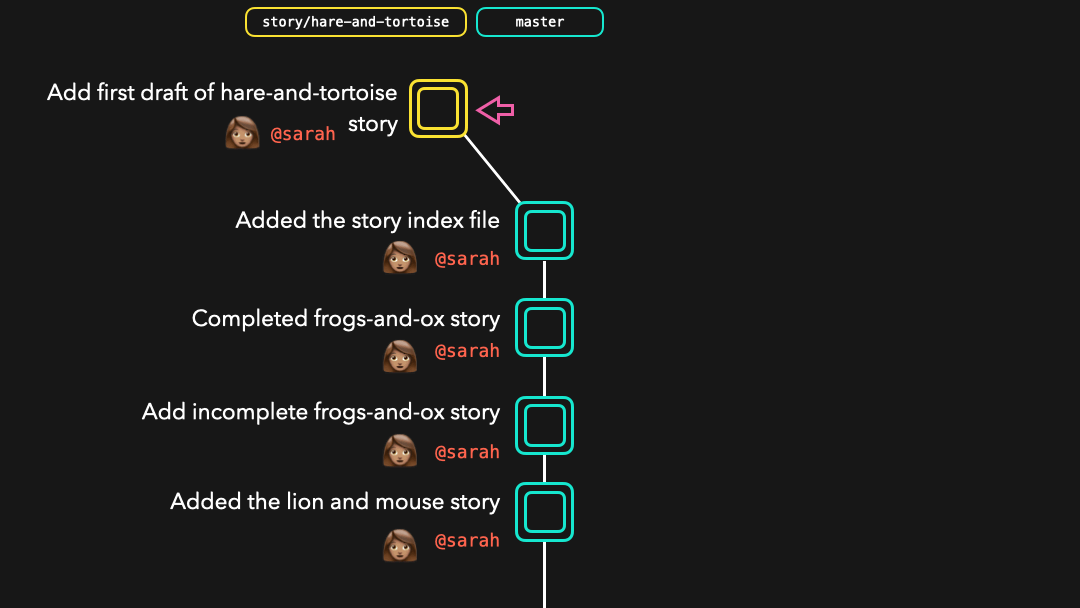 story/hare-and-tortoise
master
Add first draft of hare-and-tortoise
story
@sarah
Added the story index file
@sarah
Completed frogs-and-ox story
@sarah
Add incomplete frogs-and-ox story
@sarah
Added the lion and mouse story
@sarah